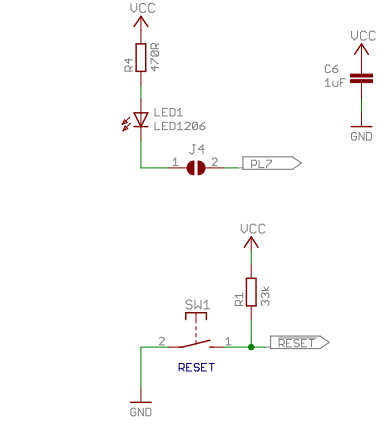 VCC
R4
470R
LED1
LED1206
J4
1
2
PL7
VCC
C6
1uF
GND
VCC
R1
33k
SW1
2
1
RESET
RESET
GND